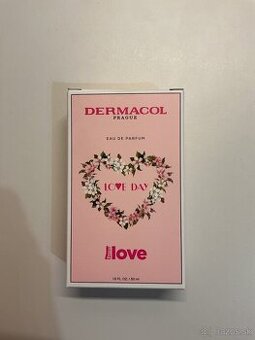 DERMACOL
PRAGUE
EAU DE PARFUM
LOVE DAY
love